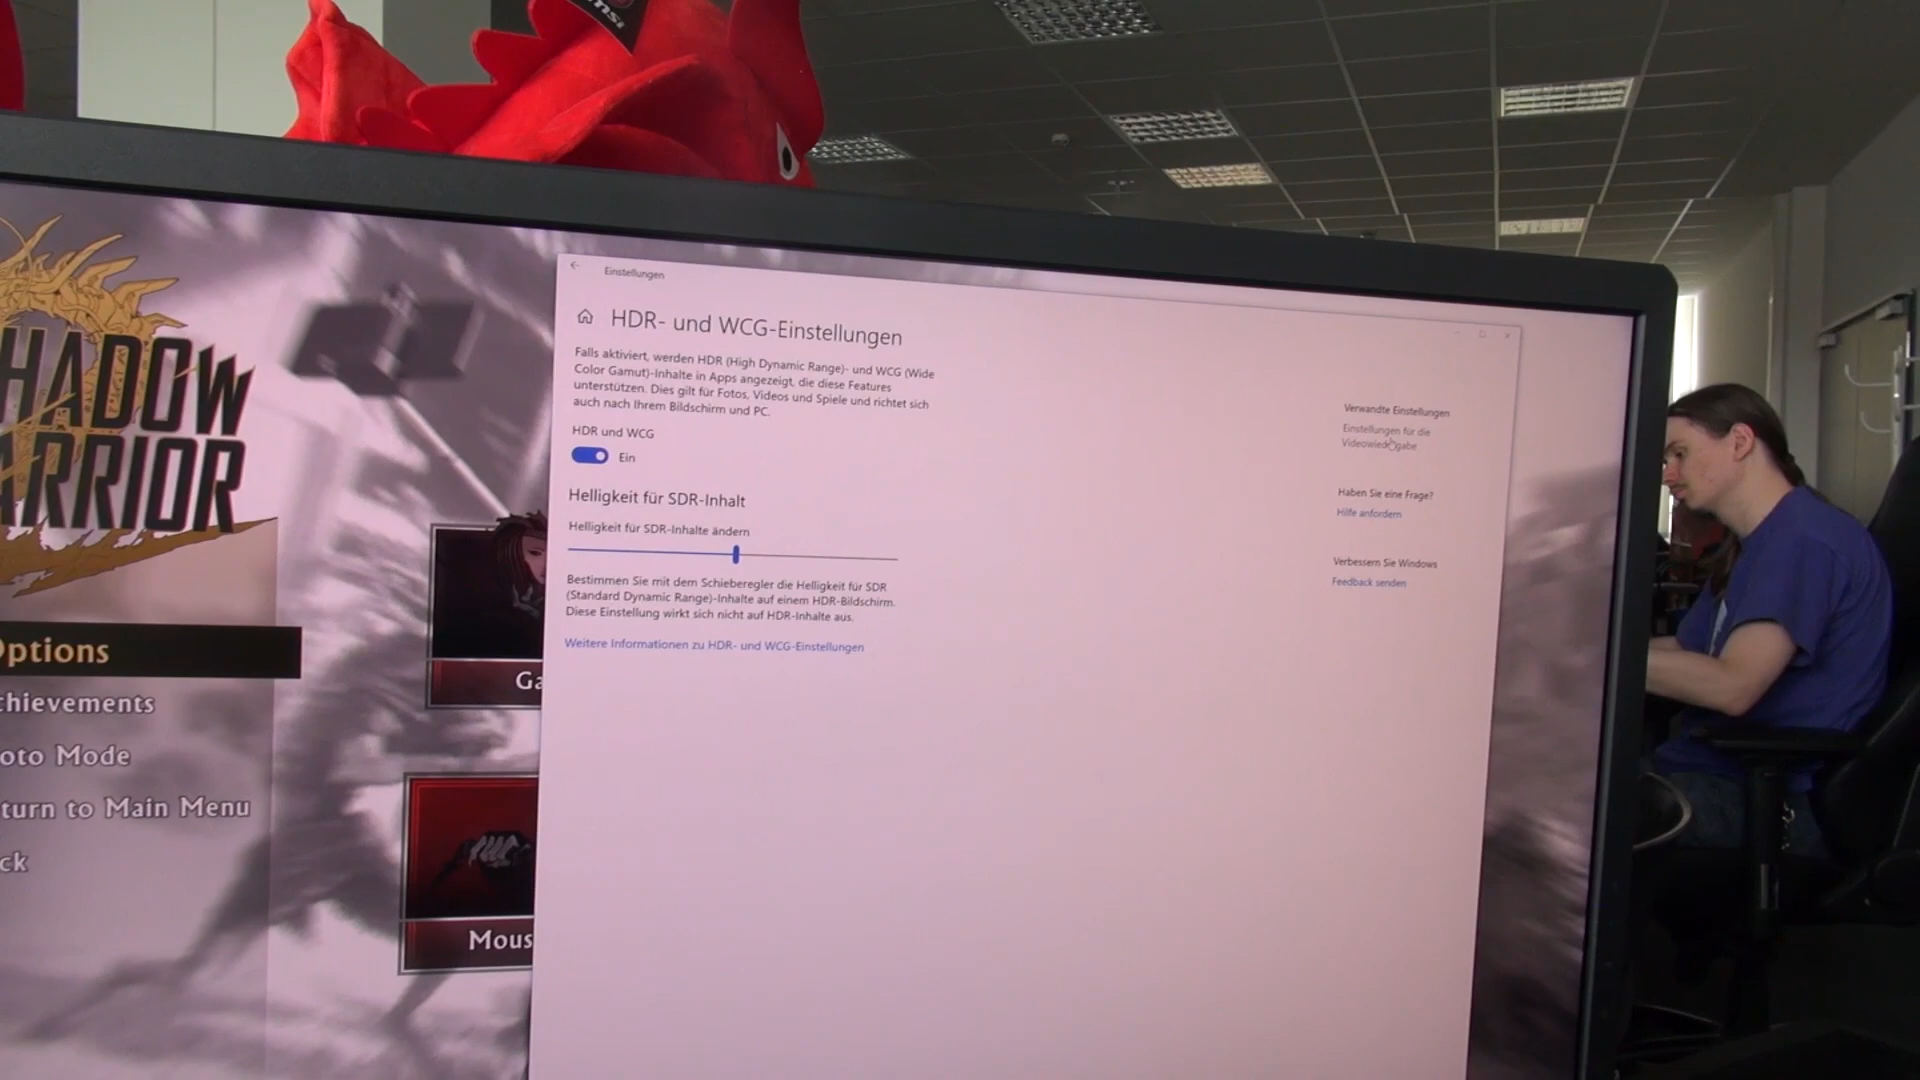 msi
HADOW
ARRIOR
Options
chievements
oto Mode
turn to Main Menu
ck
Ga
Mous
Einstellungen
HDR- und WCG-Einstellungen
Falls aktiviert, werden HDR (High Dynamic Range)- und WCG (Wide
Color Gamut)-Inhalte in Apps angezeigt, die diese Features
unterstützen. Dies gilt für Fotos, Videos und Spiele und richtet sich
auch nach Ihrem Bildschirm und PC.
HDR und WCG
Ein
Helligkeit für SDR-Inhalt
Helligkeit für SDR-Inhalte ändern
Bestimmen Sie mit dem Schieberegler die Helligkeit für SDR
(Standard Dynamic Range)-Inhalte auf einem HDR-Bildschirm.
Diese Einstellung wirkt sich nicht auf HDR-Inhalte aus.
Weitere Informationen zu HDR- und WCG-Einstellungen
Verwandte Einstellungen
Einstellungen für die
Videowiedergabe
Haben Sie eine Frage?
Hilfe anfordern
Verbessern Sie Windows
Feedback senden